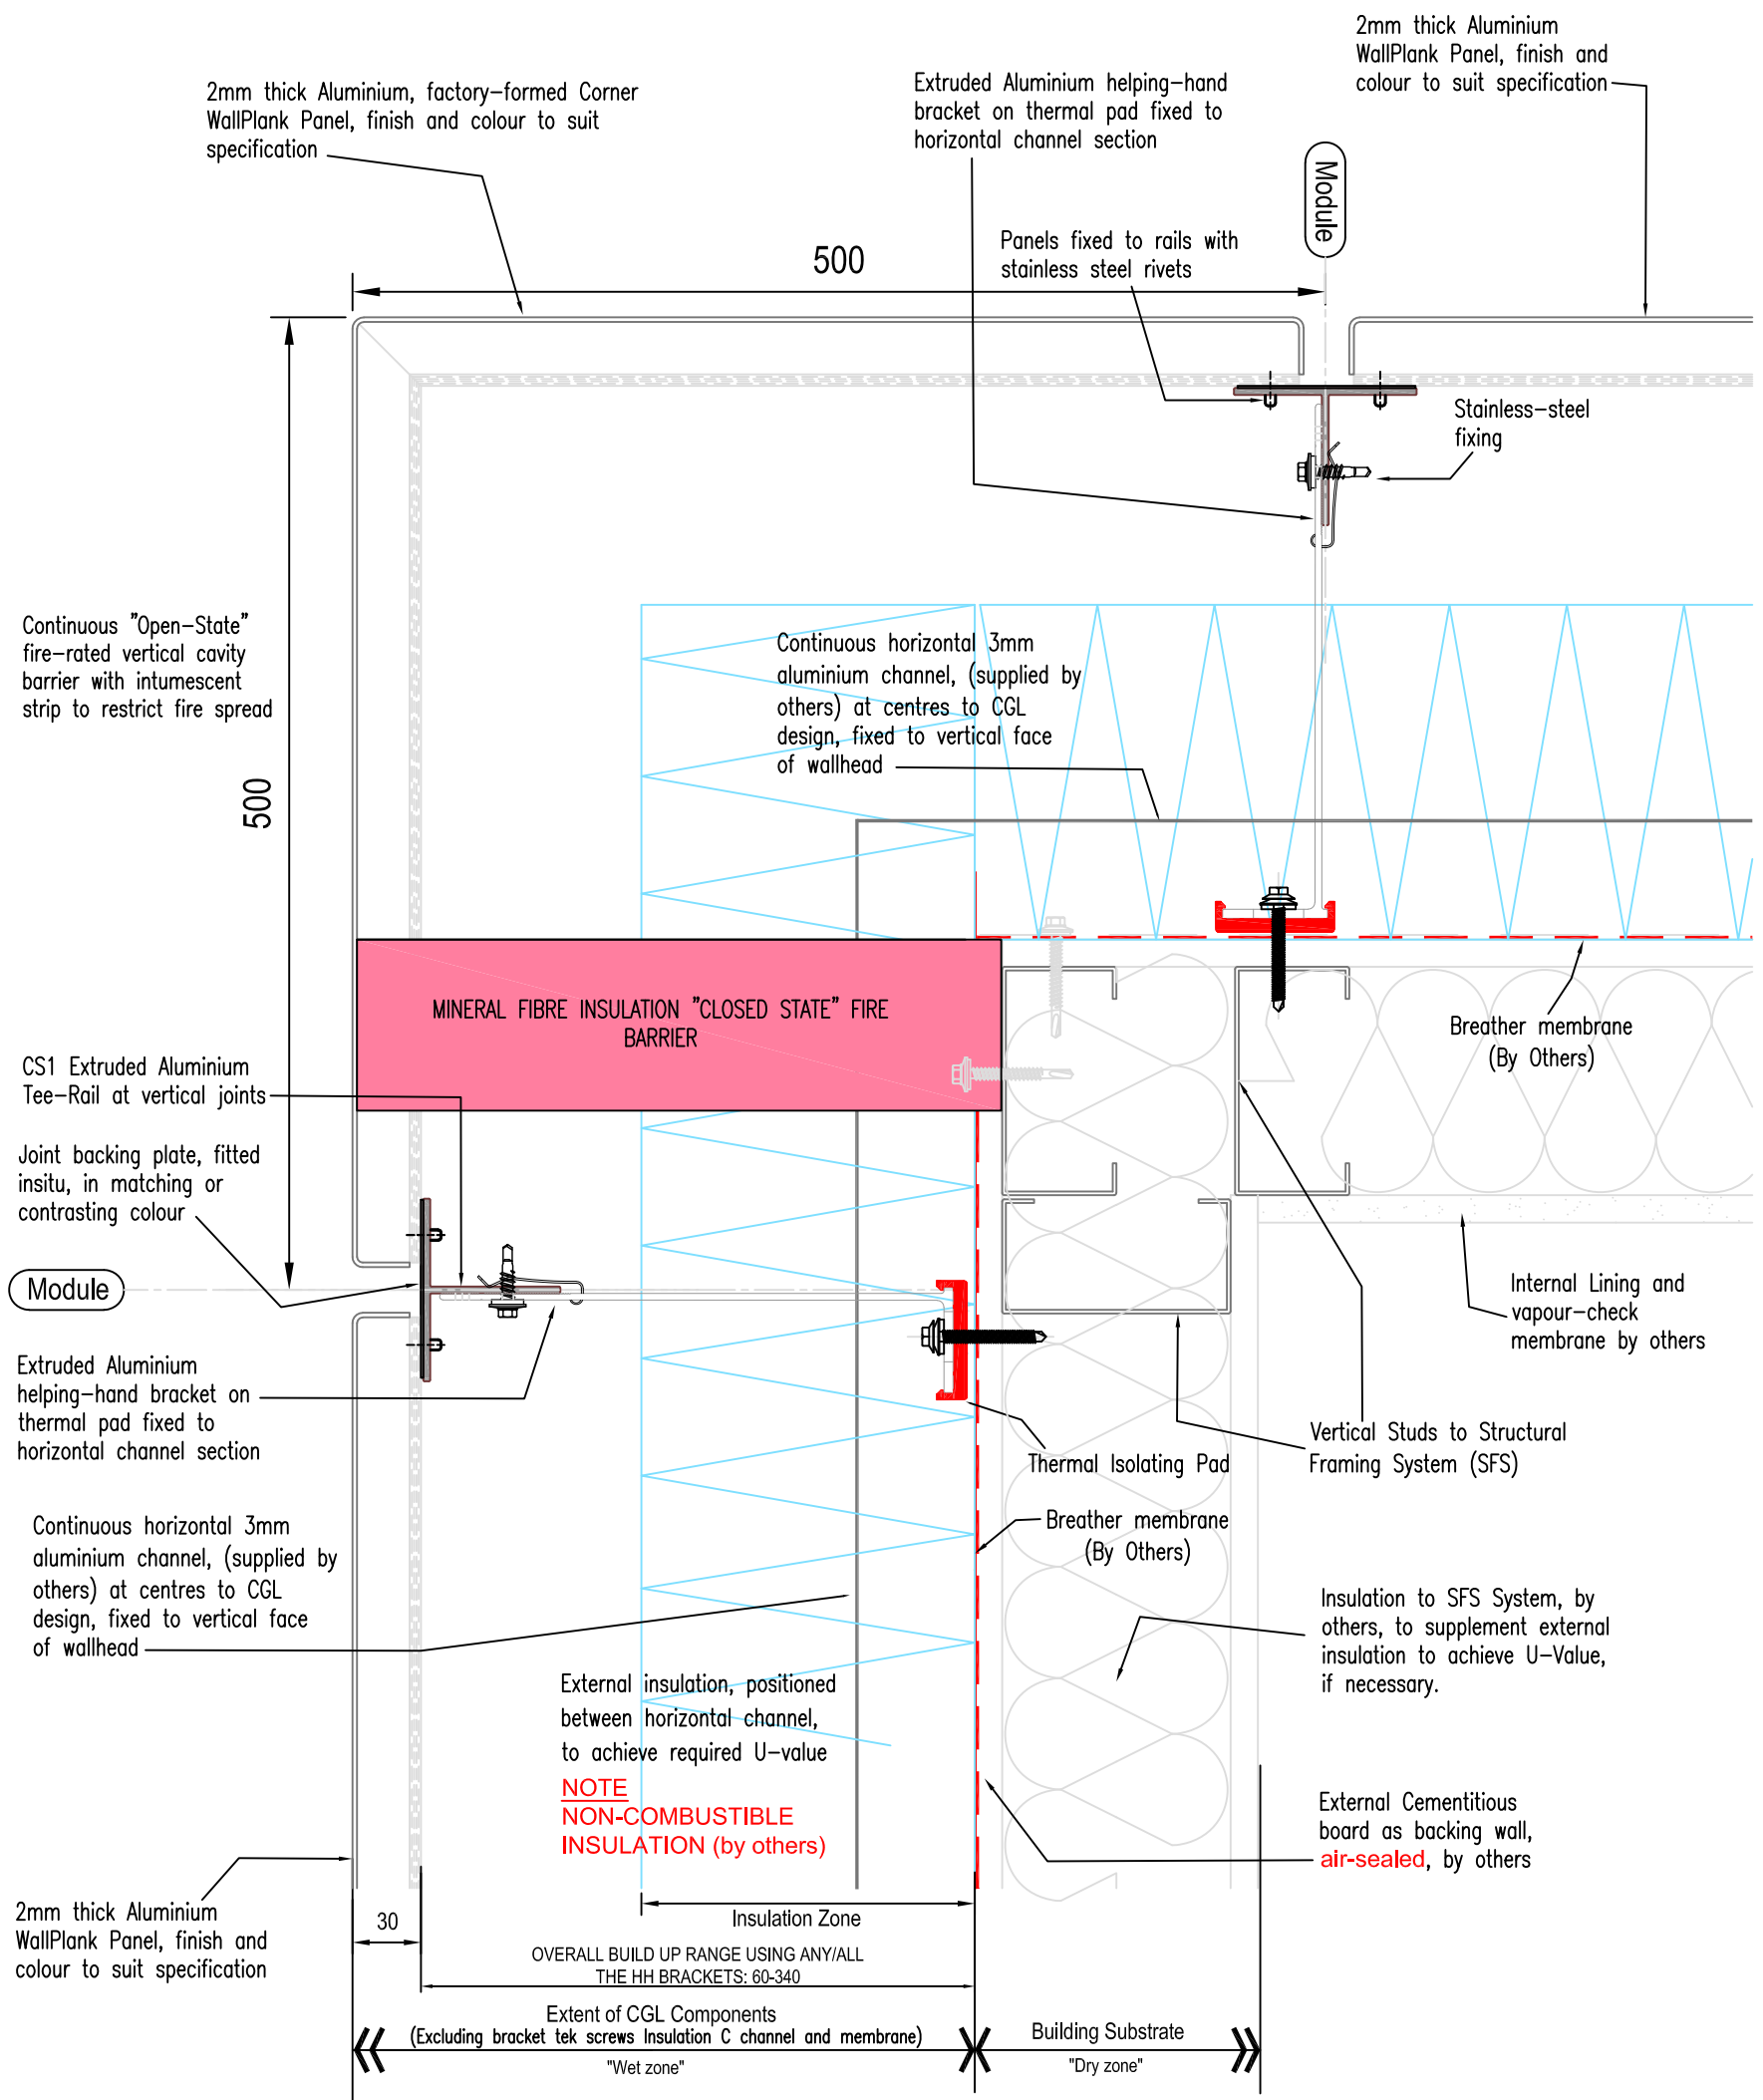 2mm thick Aluminium
WallPlank Panel, finish and
colour to suit specification
2mm thick Aluminium, factory-formed Corner
WallPlank Panel, finish and colour to suit
specification
Extruded Aluminium helping-hand
bracket on thermal pad fixed to
horizontal channel section
Module
Panels fixed to rails with
stainless steel rivets
500
Stainless-steel
fixing
Continuous "Open-State"
fire-rated vertical cavity
barrier with intumescent
strip to restrict fire spread
500
Continuous horizontal 3mm
aluminium channel, (supplied by
others) at centres to CGL
design, fixed to vertical face
of wallhead
MINERAL FIBRE INSULATION "CLOSED STATE" FIRE
BARRIER
Breather membrane
(By Others)
CS1 Extruded Aluminium
Tee-Rail at vertical joints
Joint backing plate, fitted
insitu, in matching or
contrasting colour
Module
Internal Lining and
vapour-check
membrane by others
Extruded Aluminium
helping-hand bracket on
thermal pad fixed to
horizontal channel section
Vertical Studs to Structural
Framing System (SFS)
Thermal Isolating Pad
Breather membrane
(By Others)
Continuous horizontal 3mm
aluminium channel, (supplied by
others) at centres to CGL
design, fixed to vertical face
of wallhead
Insulation to SFS System, by
others, to supplement external
insulation to achieve U-Value,
if necessary.
External insulation, positioned
between horizontal channel,
to achieve required U-value
NOTE
NON-COMBUSTIBLE
INSULATION (by others)
External Cementitious
board as backing wall,
air-sealed, by others
2mm thick Aluminium
WallPlank Panel, finish and
colour to suit specification
30
Insulation Zone
OVERALL BUILD UP RANGE USING ANY/ALL
THE HH BRACKETS: 60-340
Extent of CGL Components
(Excluding bracket tek screws Insulation C channel and membrane)
"Wet zone"
Building Substrate
"Dry zone"